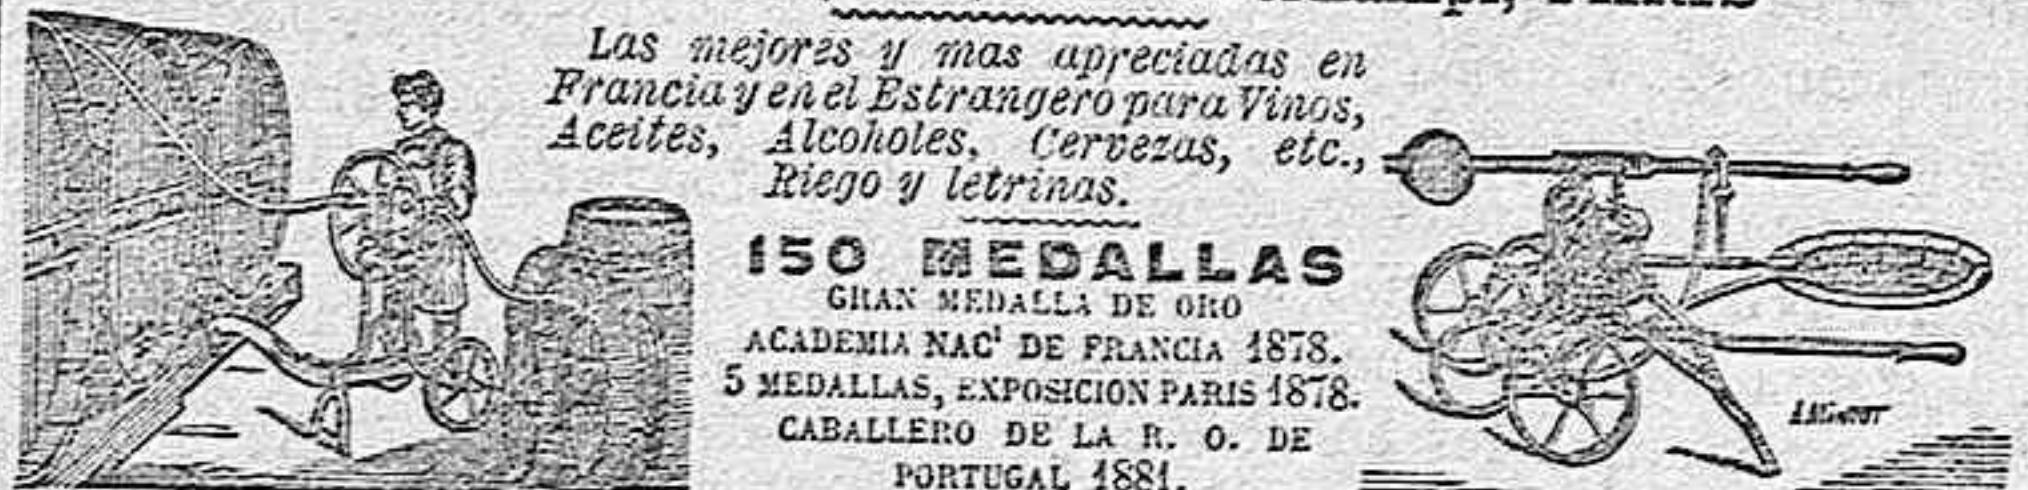 PARIS
Las mejores y mas apreciadas en
Francia y en el Estrangero para Vinos,
Aceites, Alcoholes, Cervezas, etc.,
Riego y letrinas.
150 MEDALLAS
GRAN MEDALLA DE ORO
ACADEMIA NACˡ DE FRANCIA 1878.
5 MEDALLAS, EXPOSICION PARIS 1878.
CABALLERO DE LA R. O. DE
PORTUGAL 1881.